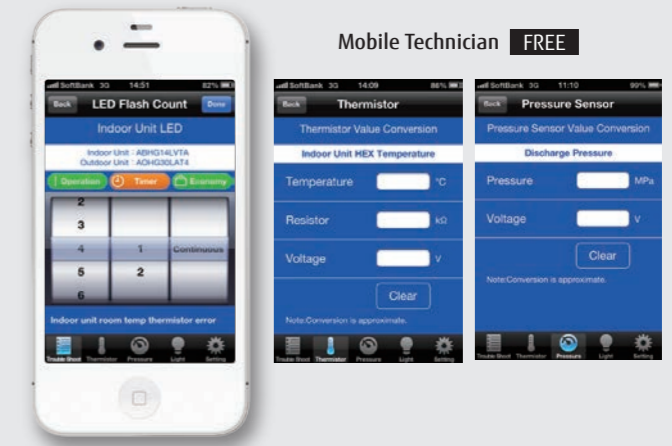 Mobile Technician FREE
SoftBank 3G 14:51 82%
Back LED Flash Count Done
Indoor Unit LED
Indoor Unit : ABHG14LVTA
Outdoor Unit : AOHG30LAT4
Operation Timer Economy
2
3
4 1 Continuous
5 2
6
Indoor unit room temp thermistor error
Trouble Shoot Thermistor Pressure Light Setting
SoftBank 3G 14:09 86%
Back Thermistor
Thermistor Value Conversion
Indoor Unit HEX Temperature
Temperature °C
Resistor kΩ
Voltage V
Clear
Note:Conversion is approximate.
Trouble Shoot Thermistor Pressure Light Setting
SoftBank 3G 11:10 99%
Back Pressure Sensor
Pressure Sensor Value Conversion
Discharge Pressure
Pressure MPa
Voltage V
Clear
Note:Conversion is approximate.
Trouble Shoot Thermistor Pressure Light Setting